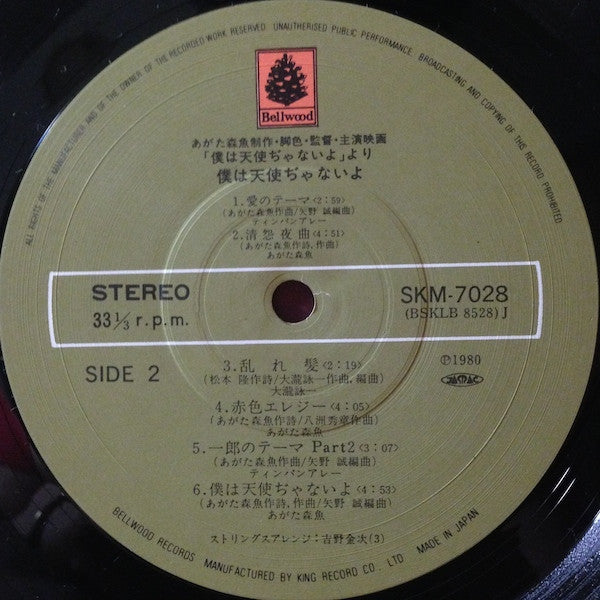 ALL RIGHTS OF THE MANUFACTURER AND OF THE OWNER OF THE RECORDED WORK RESERVED. UNAUTHORISED PUBLIC PERFORMANCE, BROADCASTING AND COPYING OF THIS RECORD PROHIBITED.
Bellwood
あがた森魚制作・脚色・監督・主演映画
「僕は天使ぢゃないよ」より
僕は天使ぢゃないよ
1.愛のテーマ<2:59>
(あがた森魚作曲/矢野 誠編曲)
ティンパンアレー
2.清怨夜曲<4:51>
(あがた森魚作詩,作曲)
あがた森魚
STEREO
33 1/3 r.p.m.
SKM-7028
(BSKLB 8528)J
SIDE 2
℗1980
JASRAC
3.乱れ髪<2:19>
(松本 隆作詩/大瀧詠一作曲,編曲)
大瀧詠一
4.赤色エレジー<4:05>
(あがた森魚作詩/八洲秀章作曲)
あがた森魚
5.一郎のテーマ Part2<3:07>
(あがた森魚作曲/矢野 誠編曲)
ティンパンアレー
6.僕は天使ぢゃないよ<4:53>
(あがた森魚作詩,作曲/矢野 誠編曲)
あがた森魚
ストリングスアレンジ:吉野金次(3)
BELLWOOD RECORDS MANUFACTURED BY KING RECORD CO., LTD MADE IN JAPAN